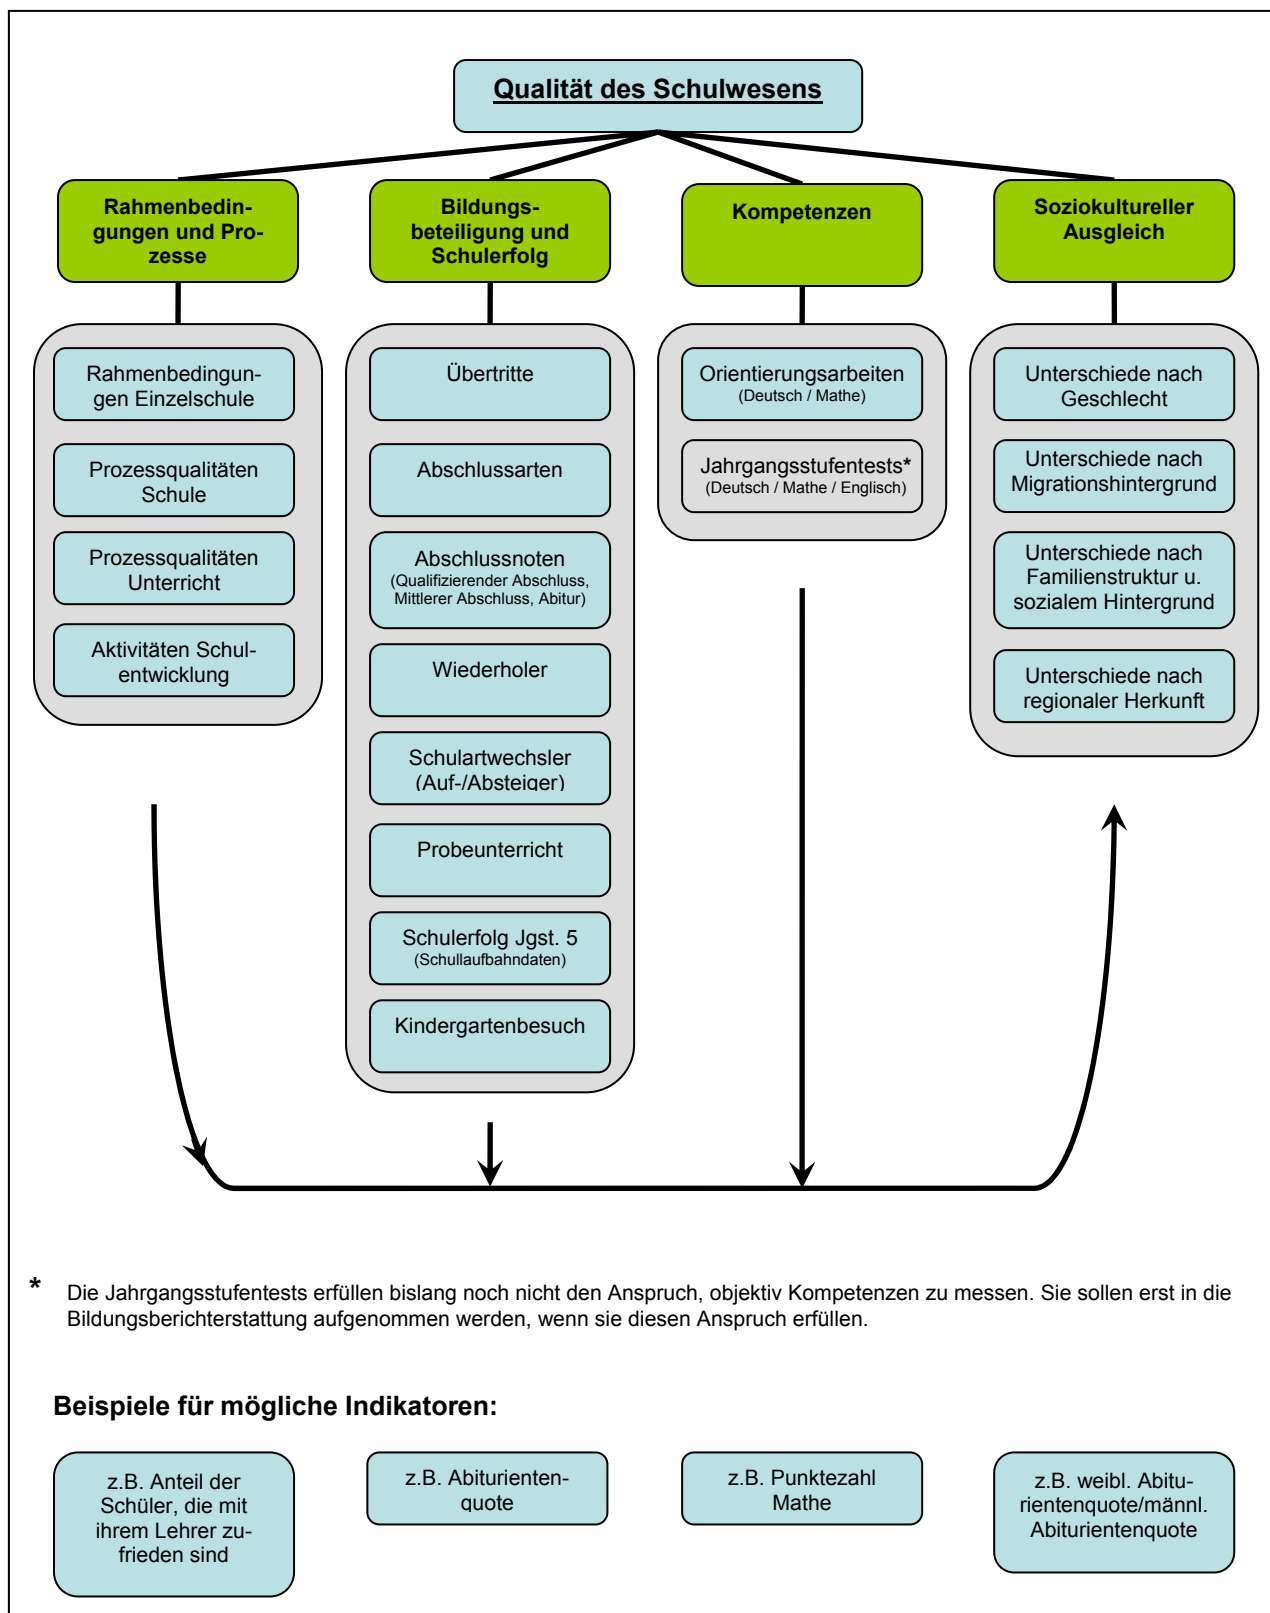 Qualität des Schulwesens
Rahmenbedin-
gungen und Pro-
zesse
Bildungs-
beteiligung und
Schulerfolg
Kompetenzen
Soziokultureller
Ausgleich
Rahmenbedingun-
gen Einzelschule
Prozessqualitäten
Schule
Prozessqualitäten
Unterricht
Aktivitäten Schul-
entwicklung
Übertritte
Abschlussarten
Abschlussnoten
(Qualifizierender Abschluss,
Mittlerer Abschluss, Abitur)
Wiederholer
Schulartwechsler
(Auf-/Absteiger)
Probeunterricht
Schulerfolg Jgst. 5
(Schullaufbahndaten)
Kindergartenbesuch
Orientierungsarbeiten
(Deutsch / Mathe)
Jahrgangsstufentests*
(Deutsch / Mathe / Englisch)
Unterschiede nach
Geschlecht
Unterschiede nach
Migrationshintergrund
Unterschiede nach
Familienstruktur u.
sozialem Hintergrund
Unterschiede nach
regionaler Herkunft
* Die Jahrgangsstufentests erfüllen bislang noch nicht den Anspruch, objektiv Kompetenzen zu messen. Sie sollen erst in die
Bildungsberichterstattung aufgenommen werden, wenn sie diesen Anspruch erfüllen.
Beispiele für mögliche Indikatoren:
z.B. Anteil der
Schüler, die mit
ihrem Lehrer zu-
frieden sind
z.B. Abiturienten-
quote
z.B. Punktezahl
Mathe
z.B. weibl. Abitu-
rientenquote/männl.
Abiturientenquote